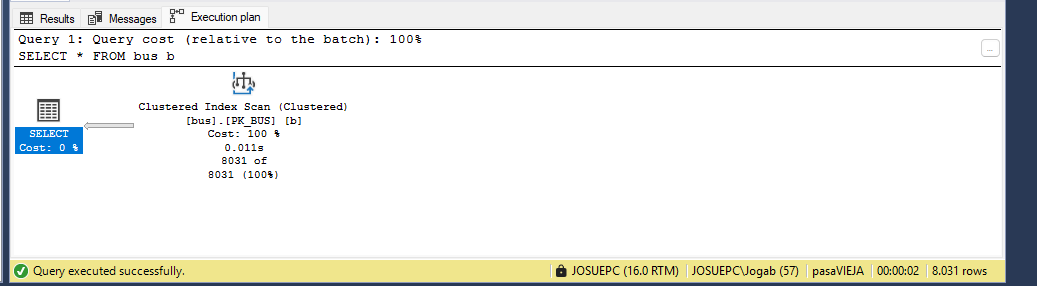 Results Messages Execution plan
Query 1: Query cost (relative to the batch): 100%
SELECT * FROM bus b
...
Clustered Index Scan (Clustered)
[bus].[PK_BUS] [b]
Cost: 100 %
0.011s
8031 of
8031 (100%)
SELECT
Cost: 0 %
Query executed successfully. JOSUEPC (16.0 RTM) JOSUEPC\Jogab (57) pasaVIEJA 00:00:02 8.031 rows